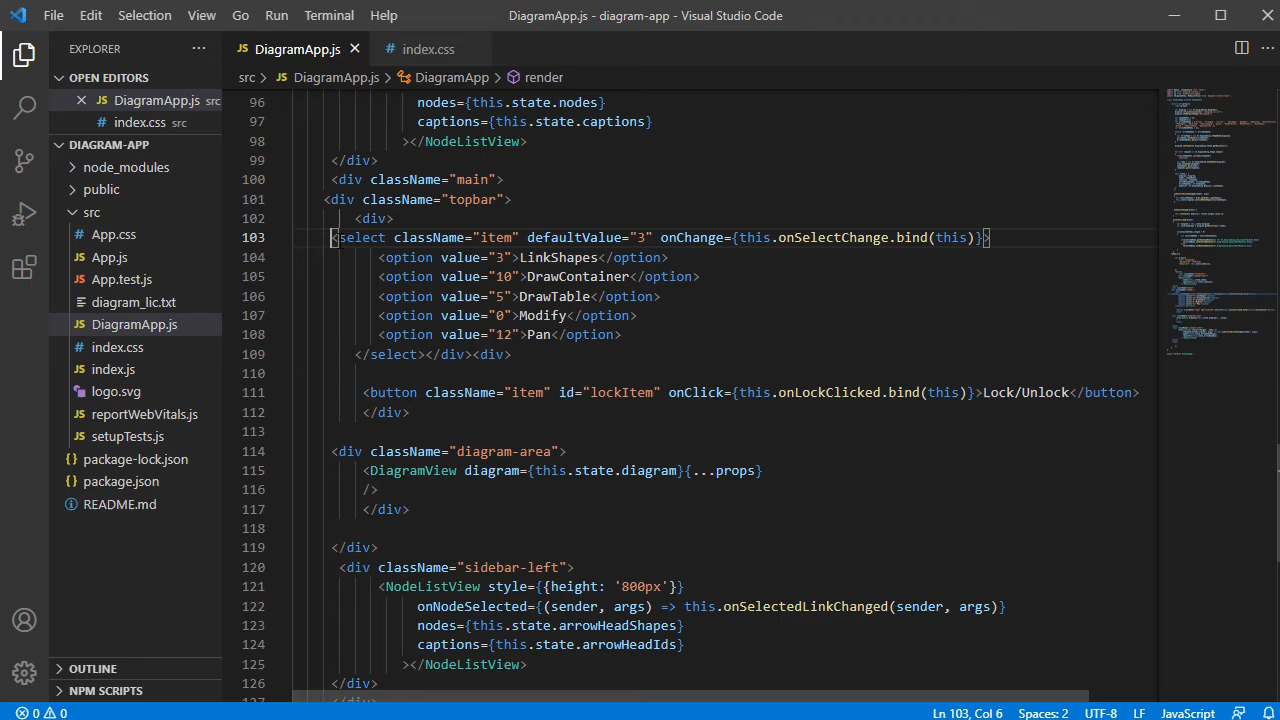 File Edit Selection View Go Run Terminal Help DiagramApp.js - diagram-app - Visual Studio Code
EXPLORER
OPEN EDITORS
DiagramApp.js src
index.css src
DIAGRAM-APP
node_modules
public
src
App.css
App.js
App.test.js
diagram_lic.txt
DiagramApp.js
index.css
index.js
logo.svg
reportWebVitals.js
setupTests.js
package-lock.json
package.json
README.md
OUTLINE
NPM SCRIPTS
JS DiagramApp.js # index.css
src > JS DiagramApp.js > DiagramApp > render
96 nodes={this.state.nodes}
97 captions={this.state.captions}
98 ></NodeListView>
99 </div>
100 <div className="main">
101 <div className="topbar">
102 <div>
103 <select className="item" defaultValue="3" onChange={this.onSelectChange.bind(this)}>
104 <option value="3">LinkShapes</option>
105 <option value="10">DrawContainer</option>
106 <option value="5">DrawTable</option>
107 <option value="0">Modify</option>
108 <option value="12">Pan</option>
109 </select></div><div>
110
111 <button className="item" id="lockItem" onClick={this.onLockClicked.bind(this)}>Lock/Unlock</button>
112 </div>
113
114 <div className="diagram-area">
115 <DiagramView diagram={this.state.diagram}{...props}
116 />
117 </div>
118
119 </div>
120 <div className="sidebar-left">
121 <NodeListView style={{height: '800px'}}
122 onNodeSelected={(sender, args) => this.onSelectedLinkChanged(sender, args)}
123 nodes={this.state.arrowHeadShapes}
124 captions={this.state.arrowHeadIds}
125 ></NodeListView>
126 </div>
127 </div>
0 0 Ln 103, Col 6 Spaces: 2 UTF-8 LF JavaScript